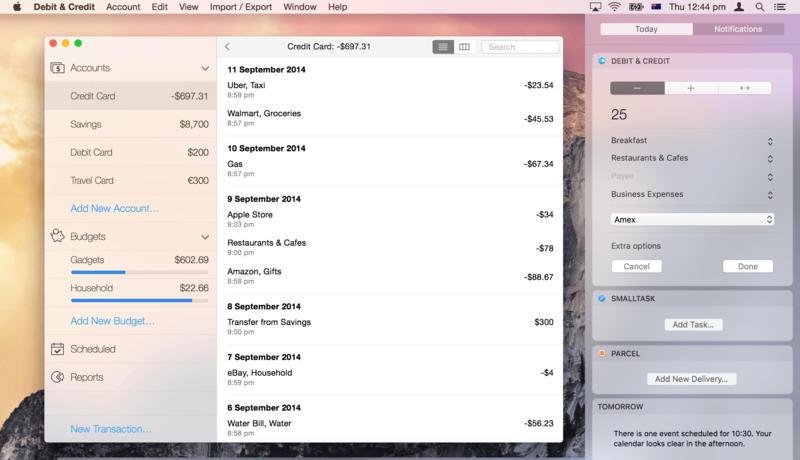 Debit & Credit Account Edit View Import / Export Window Help Thu 12:44 pm
Accounts
Credit Card -$697.31
Savings $8,700
Debit Card $200
Travel Card €300
Add New Account...
Budgets
Gadgets $602.69
Household $22.66
Add New Budget...
Scheduled
Reports
New Transaction...
Credit Card: -$697.31 Search
11 September 2014
Uber, Taxi -$23.54
8:58 pm
Walmart, Groceries -$45.53
8:57 pm
10 September 2014
Gas -$67.34
8:57 pm
9 September 2014
Apple Store -$34
9:03 pm
Restaurants & Cafes -$78
9:00 pm
Amazon, Gifts -$88.67
8:58 pm
8 September 2014
Transfer from Savings $300
9:00 pm
7 September 2014
eBay, Household -$4
8:59 pm
6 September 2014
Water Bill, Water -$56.23
8:58 pm
Today Notifications
DEBIT & CREDIT
25
Breakfast
Restaurants & Cafes
Payee
Business Expenses
Amex
Extra options
Cancel Done
SMALLTASK
Add Task...
PARCEL
Add New Delivery...
TOMORROW
There is one event scheduled for 10:30. Your
calendar looks clear in the afternoon.